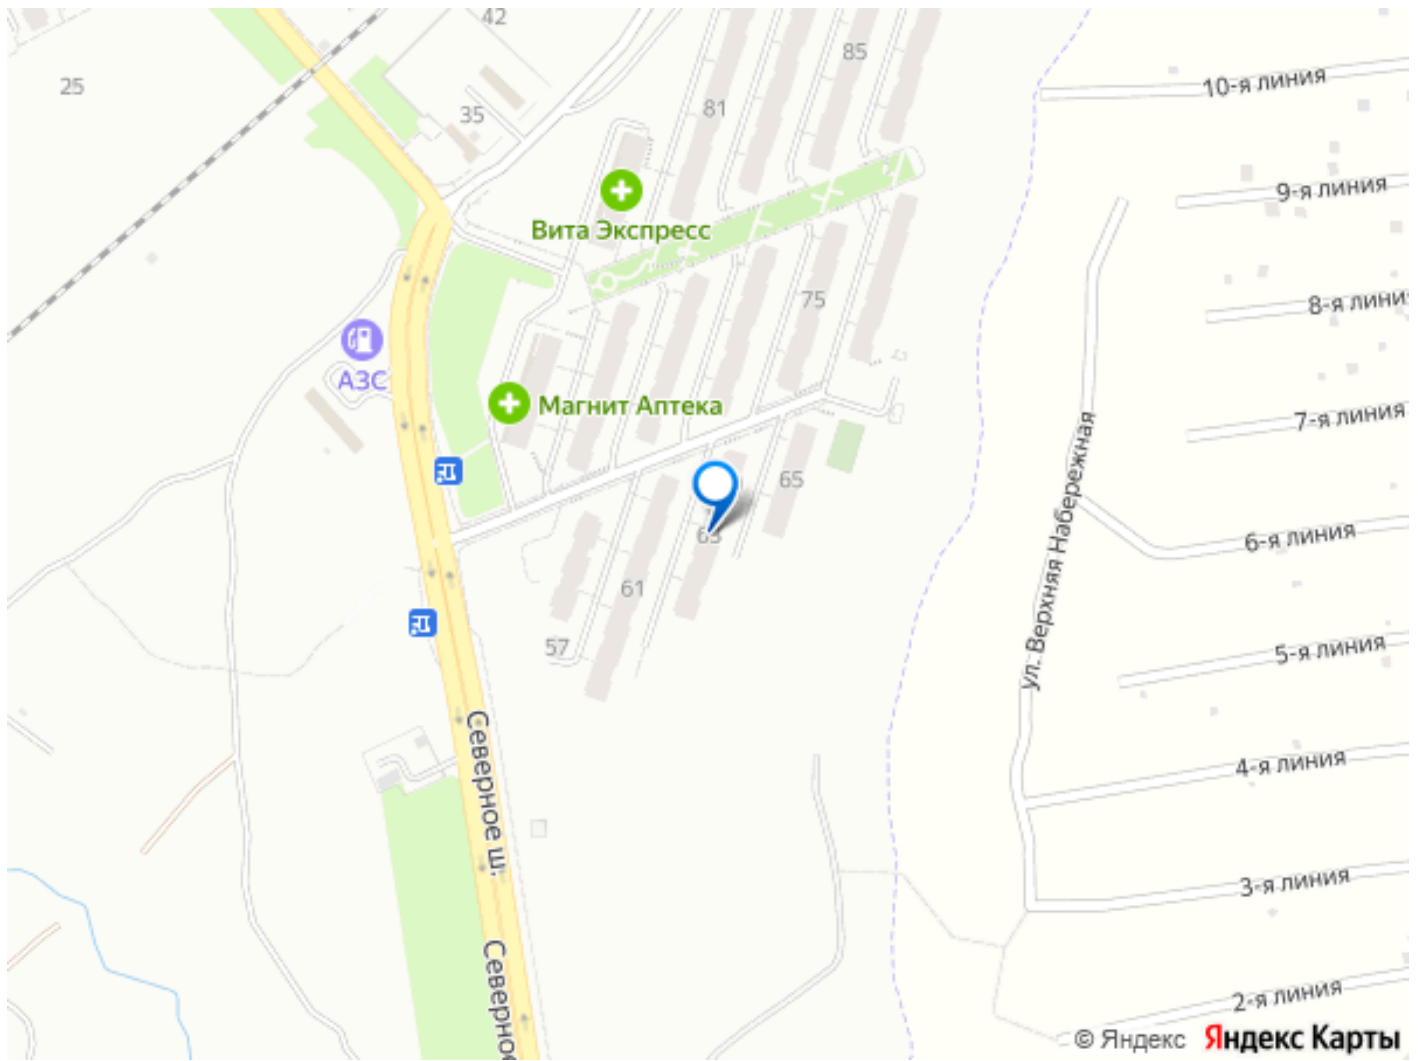 42
85
10-я линия
25
81
35
9-я линия
Вита Экспресс
75
8-я лини
АЗС
Магнит Аптека
7-я линия
65
63
6-я линия
ул. Верхняя Набережная
61
57
5-я линия
Северное ш.
4-я линия
3-я линия
Северное
2-я линия
© Яндекс Яндекс Карты